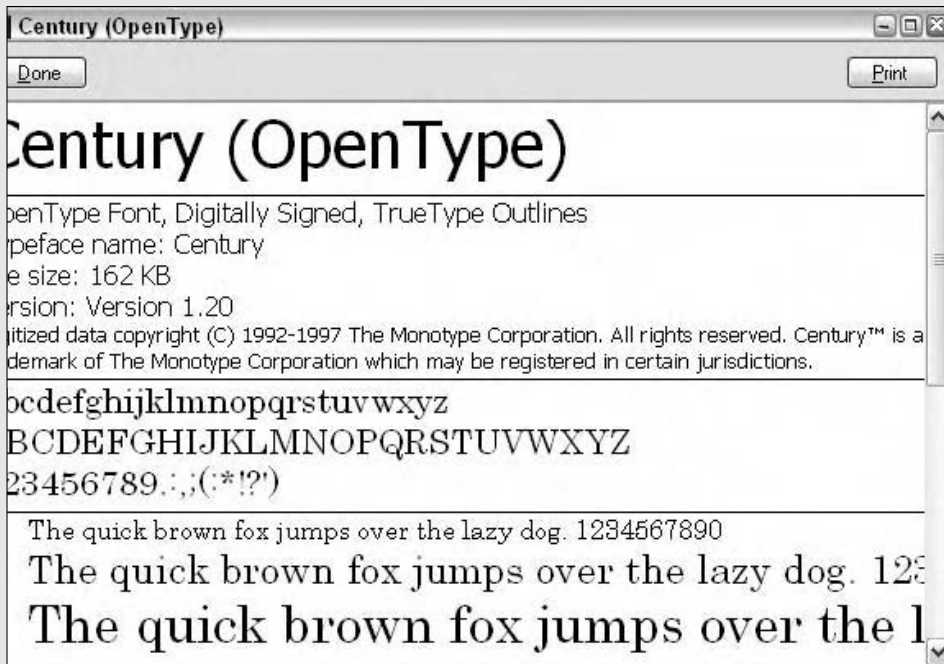 Century (OpenType)
Done
Print
Century (OpenType)
penType Font, Digitally Signed, TrueType Outlines
peface name: Century
e size: 162 KB
rsion: Version 1.20
gitized data copyright (C) 1992-1997 The Monotype Corporation. All rights reserved. Century™ is a
demark of The Monotype Corporation which may be registered in certain jurisdictions.
bcdefghijklmnopqrstuvwxyz
BCDEFGHIJKLMNOPQRSTUVWXYZ
23456789.:,;(:*!?')
The quick brown fox jumps over the lazy dog. 1234567890
The quick brown fox jumps over the lazy dog. 123
The quick brown fox jumps over the l